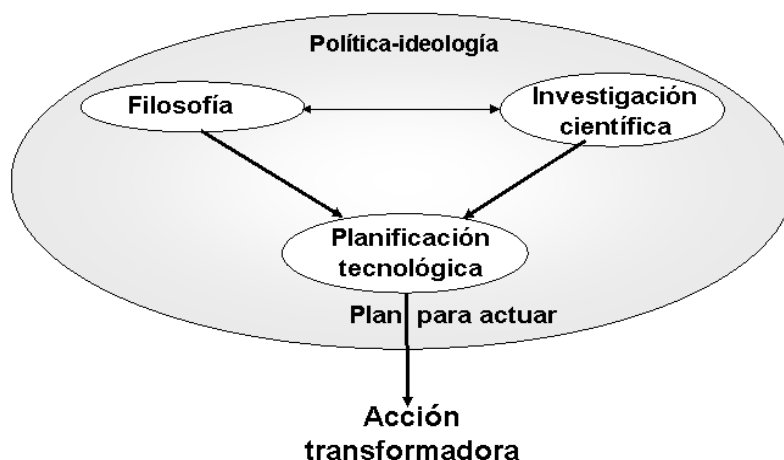 Política-ideología
Filosofía
Investigación
científica
Planificación
tecnológica
Plan para actuar
Acción
transformadora